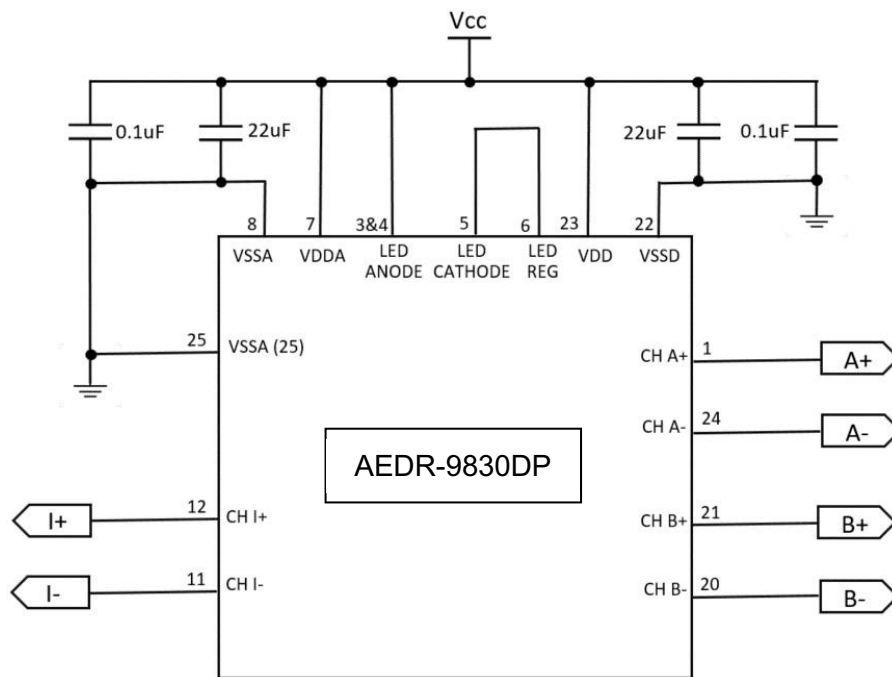 Vcc
0.1uF
22uF
22uF
0.1uF
8
7
3&4
5
6
23
22
VSSA
VDDA
LED
ANODE
LED
CATHODE
LED
REG
VDD
VSSD
25
VSSA (25)
CH A+
1
A+
CH A-
24
A-
AEDR-9830DP
I+
12
CH I+
CH B+
21
B+
I-
11
CH I-
CH B-
20
B-